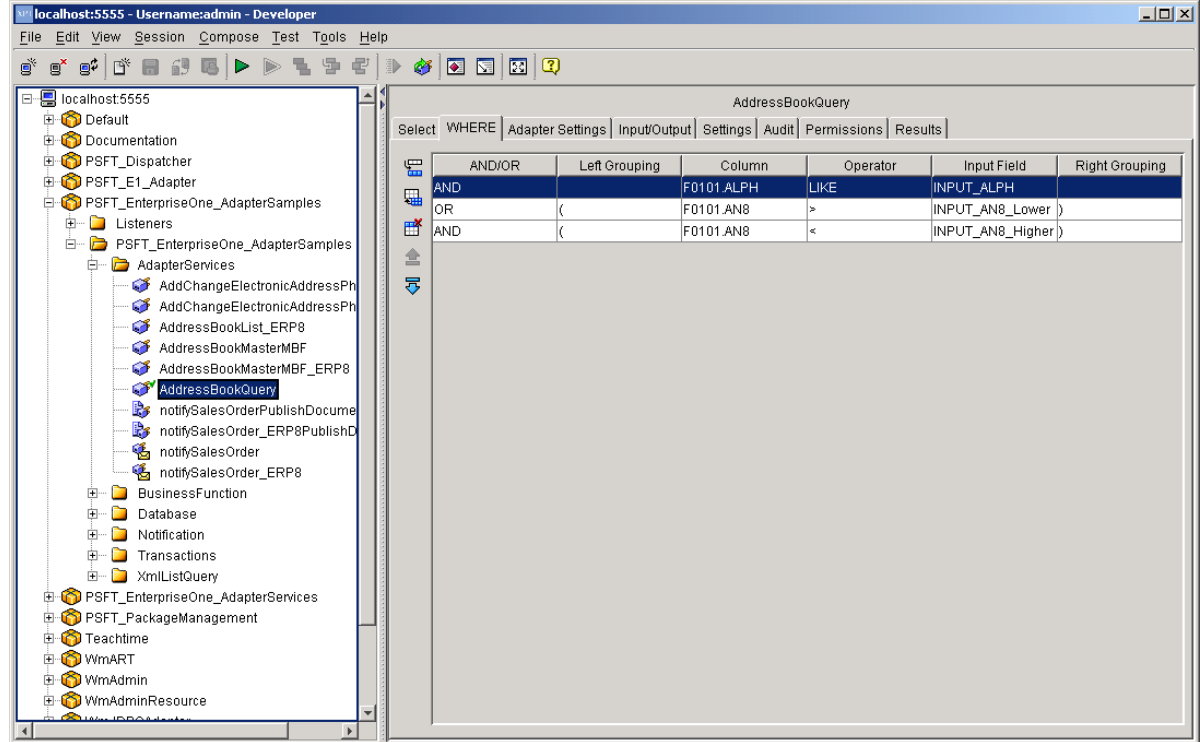 localhost:5555 - Username:admin - Developer
File Edit View Session Compose Test Tools Help
localhost:5555
Default
Documentation
PSFT_Dispatcher
PSFT_E1_Adapter
PSFT_EnterpriseOne_AdapterSamples
Listeners
PSFT_EnterpriseOne_AdapterSamples
AdapterServices
AddChangeElectronicAddressPh
AddChangeElectronicAddressPh
AddressBookList_ERP8
AddressBookMasterMBF
AddressBookMasterMBF_ERP8
AddressBookQuery
notifySalesOrderPublishDocume
notifySalesOrder_ERP8PublishD
notifySalesOrder
notifySalesOrder_ERP8
BusinessFunction
Database
Notification
Transactions
XmlListQuery
PSFT_EnterpriseOne_AdapterServices
PSFT_PackageManagement
Teachtime
WmART
WmAdmin
WmAdminResource
AddressBookQuery
Select WHERE Adapter Settings Input/Output Settings Audit Permissions Results
AND/OR Left Grouping Column Operator Input Field Right Grouping
AND F0101.ALPH LIKE INPUT_ALPH
OR ( F0101.AN8 > INPUT_AN8_Lower )
AND ( F0101.AN8 < INPUT_AN8_Higher )